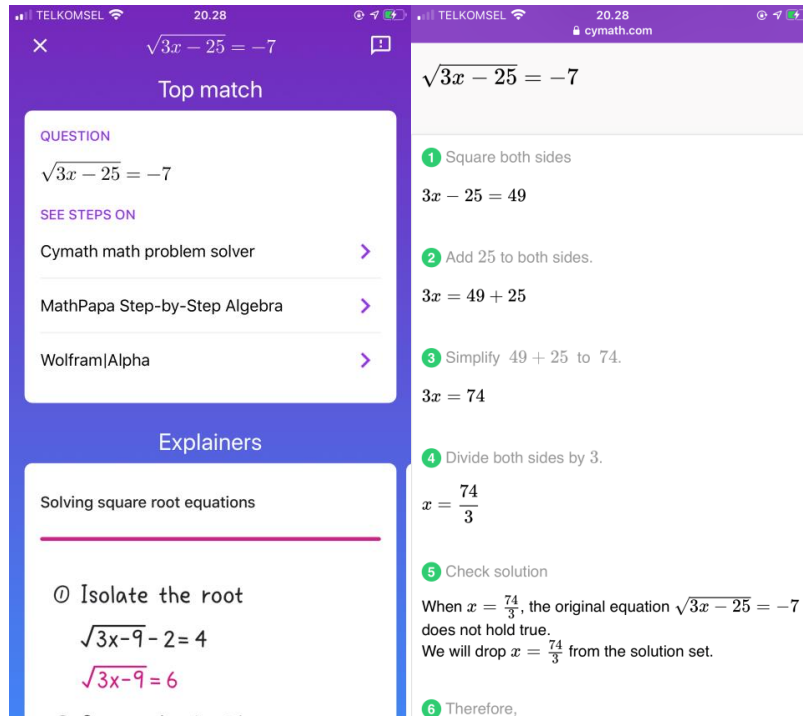 TELKOMSEL 20.28
√3x − 25 = −7
Top match
QUESTION
√3x − 25 = −7
SEE STEPS ON
Cymath math problem solver
MathPapa Step-by-Step Algebra
Wolfram|Alpha
Explainers
Solving square root equations
① Isolate the root
√3x-9 - 2 = 4
√3x-9 = 6
TELKOMSEL 20.28
cymath.com
√3x − 25 = −7
1 Square both sides
3x − 25 = 49
2 Add 25 to both sides.
3x = 49 + 25
3 Simplify 49 + 25 to 74.
3x = 74
4 Divide both sides by 3.
x = 74/3
5 Check solution
When x = 74/3, the original equation √3x − 25 = −7
does not hold true.
We will drop x = 74/3 from the solution set.
6 Therefore,